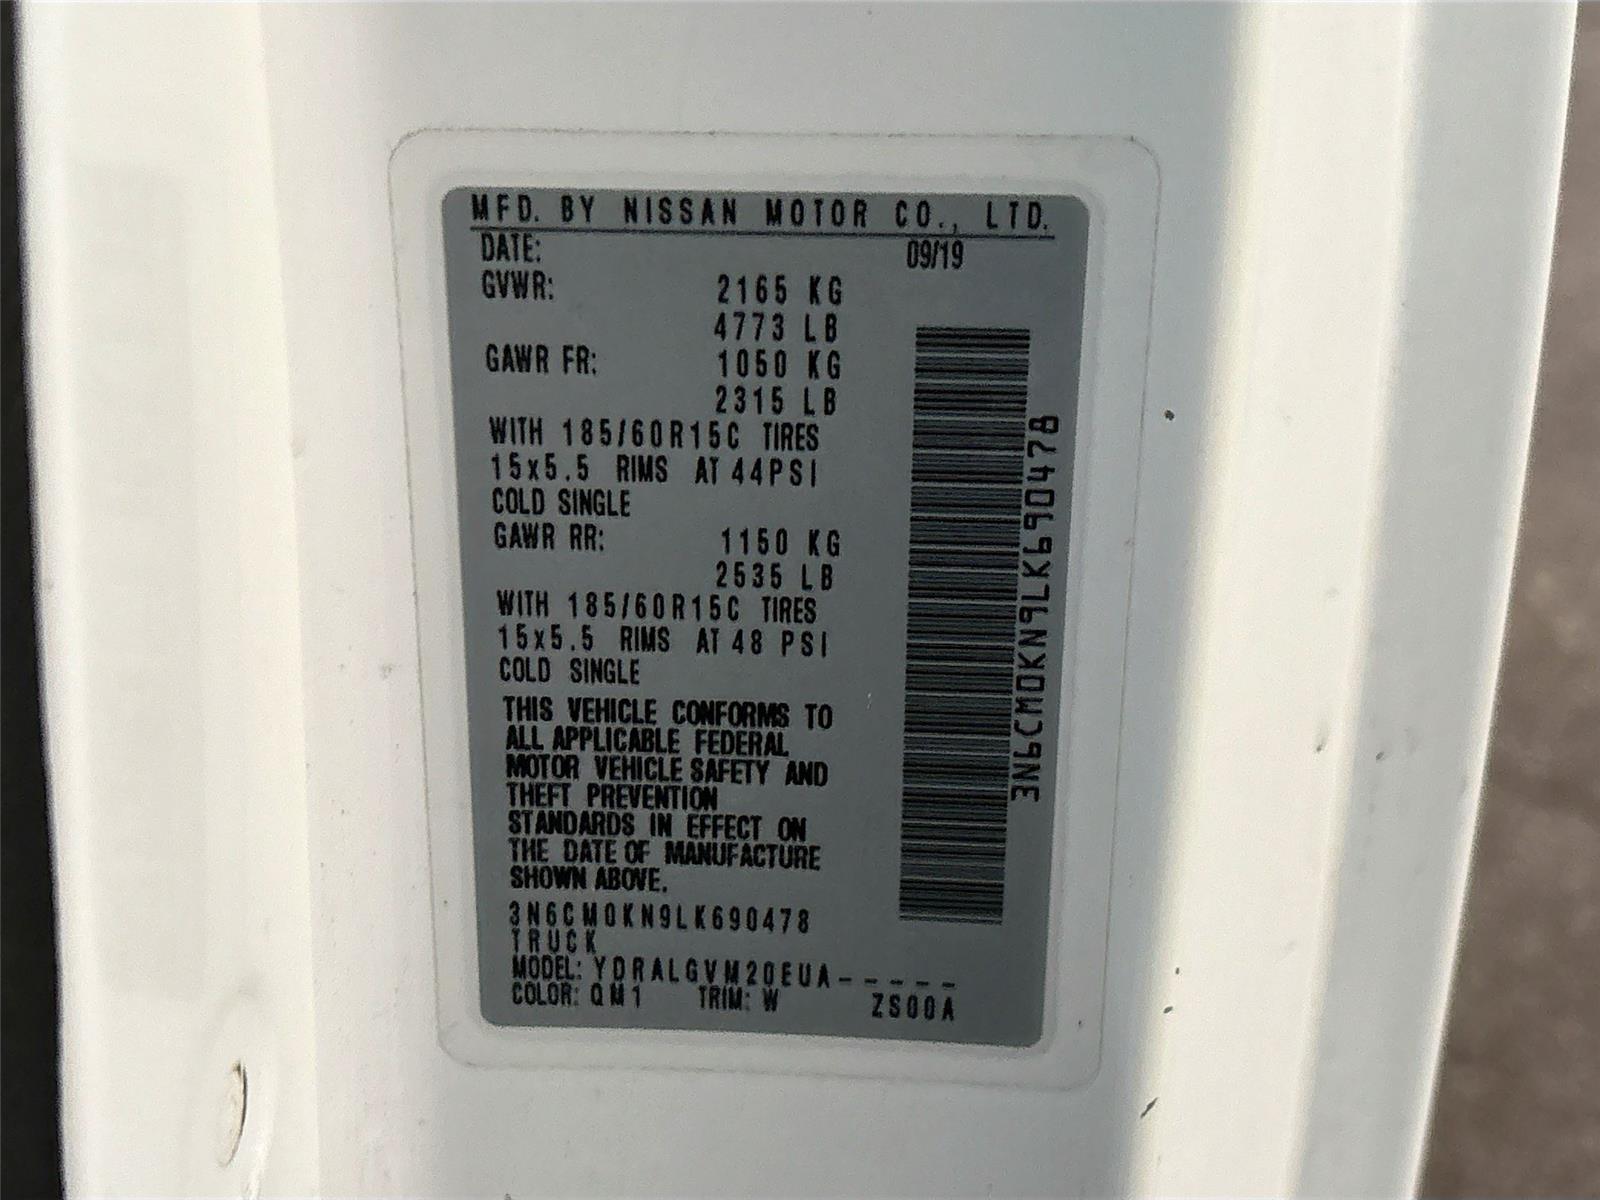 MFD. BY NISSAN MOTOR CO., LTD.
DATE: 09/19
GVWR: 2165 KG
4773 LB
GAWR FR: 1050 KG
2315 LB
WITH 185/60R15C TIRES
15x5.5 RIMS AT 44PSI
COLD SINGLE
GAWR RR: 1150 KG
2535 LB
WITH 185/60R15C TIRES
15x5.5 RIMS AT 48 PSI
COLD SINGLE
THIS VEHICLE CONFORMS TO
ALL APPLICABLE FEDERAL
MOTOR VEHICLE SAFETY AND
THEFT PREVENTION
STANDARDS IN EFFECT ON
THE DATE OF MANUFACTURE
SHOWN ABOVE.
3N6CM0KN9LK690478
TRUCK
MODEL: YDRALGVM20EUA-----
COLOR: QM1 TRIM: W ZS00A
3N6CM0KN9LK690478